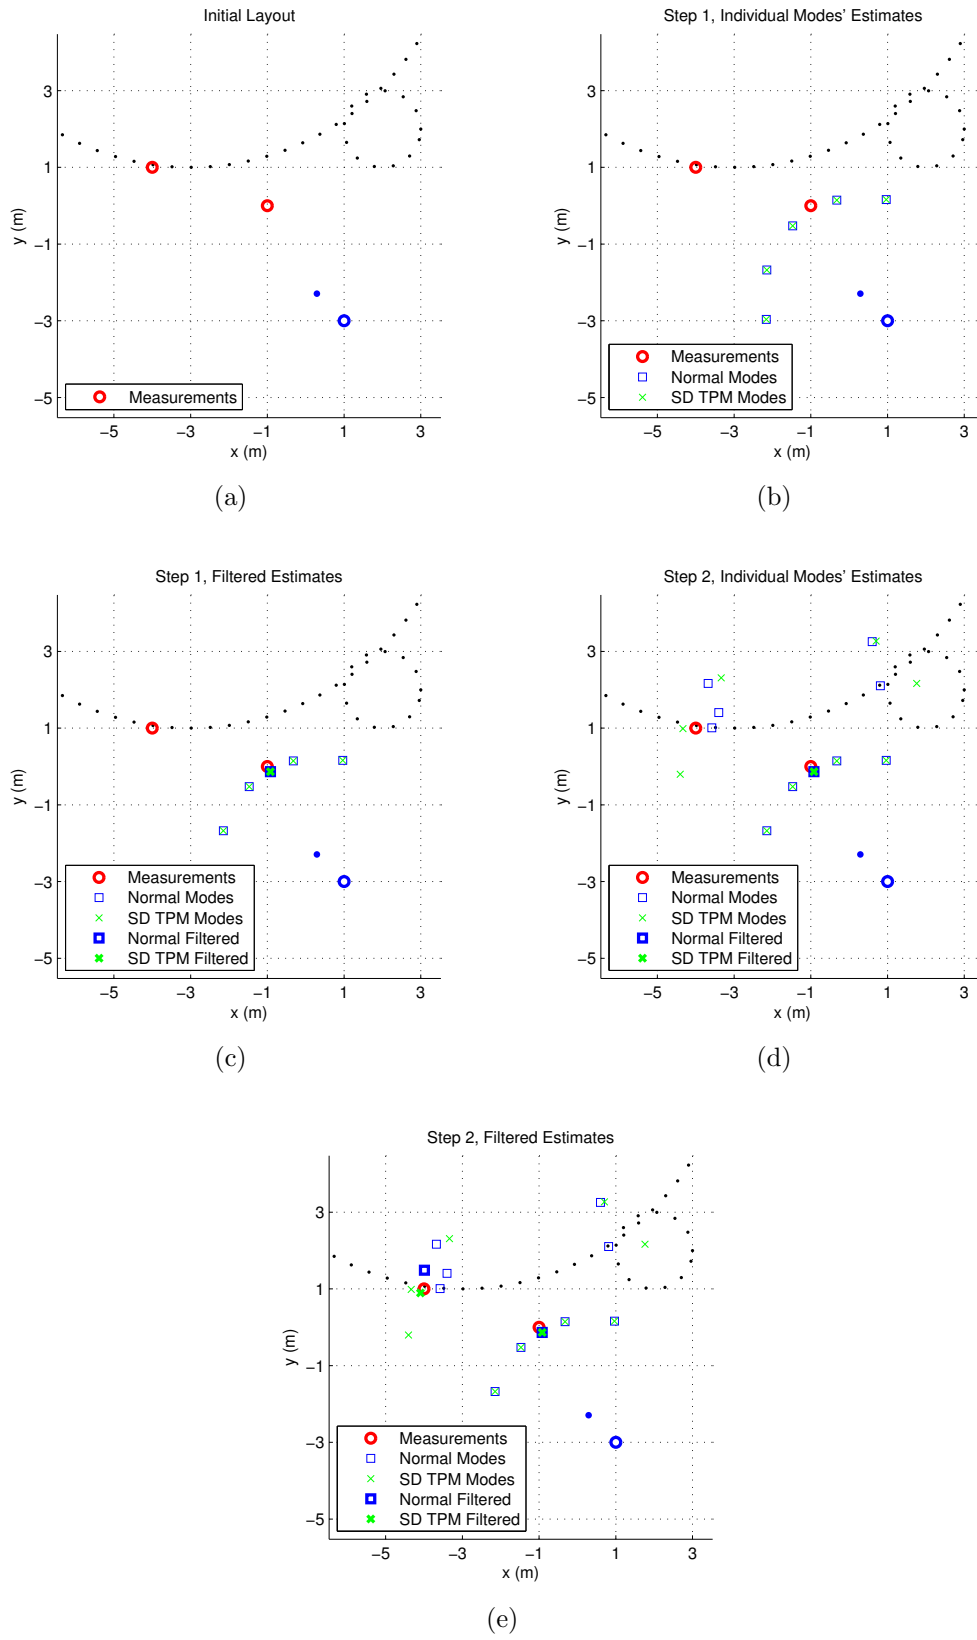 Initial Layout
3
1
−1
−3
−5
y (m)
Measurements
−5 −3 −1 1 3
x (m)
(a)
Step 1, Individual Modes' Estimates
3
1
−1
−3
−5
y (m)
Measurements
Normal Modes
SD TPM Modes
−5 −3 −1 1 3
x (m)
(b)
Step 1, Filtered Estimates
3
1
−1
−3
−5
y (m)
Measurements
Normal Modes
SD TPM Modes
Normal Filtered
SD TPM Filtered
−5 −3 −1 1 3
x (m)
(c)
Step 2, Individual Modes' Estimates
3
1
−1
−3
−5
y (m)
Measurements
Normal Modes
SD TPM Modes
Normal Filtered
SD TPM Filtered
−5 −3 −1 1 3
x (m)
(d)
Step 2, Filtered Estimates
3
1
−1
−3
−5
y (m)
Measurements
Normal Modes
SD TPM Modes
Normal Filtered
SD TPM Filtered
−5 −3 −1 1 3
x (m)
(e)